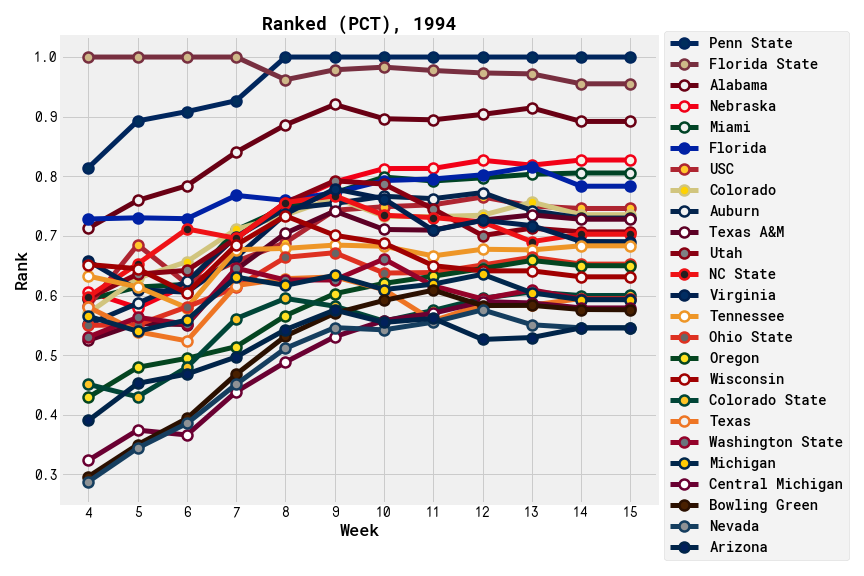 Ranked (PCT), 1994
1.0
0.9
0.8
0.7
0.6
0.5
0.4
0.3
Rank
4 5 6 7 8 9 10 11 12 13 14 15
Week
Penn State
Florida State
Alabama
Nebraska
Miami
Florida
USC
Colorado
Auburn
Texas A&M
Utah
NC State
Virginia
Tennessee
Ohio State
Oregon
Wisconsin
Colorado State
Texas
Washington State
Michigan
Central Michigan
Bowling Green
Nevada
Arizona